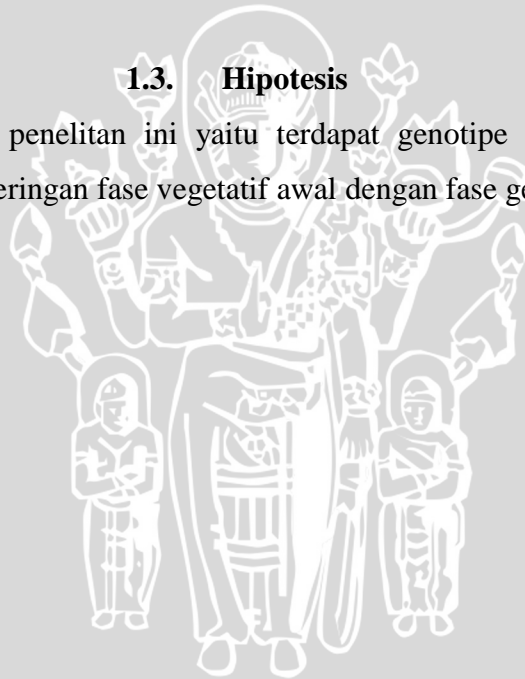 1.3. Hipotesis
penelitan ini yaitu terdapat genotipe
eringan fase vegetatif awal dengan fase ge